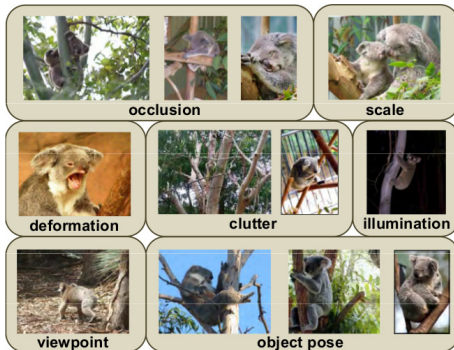 occlusion
scale
deformation
clutter
illumination
viewpoint
object pose